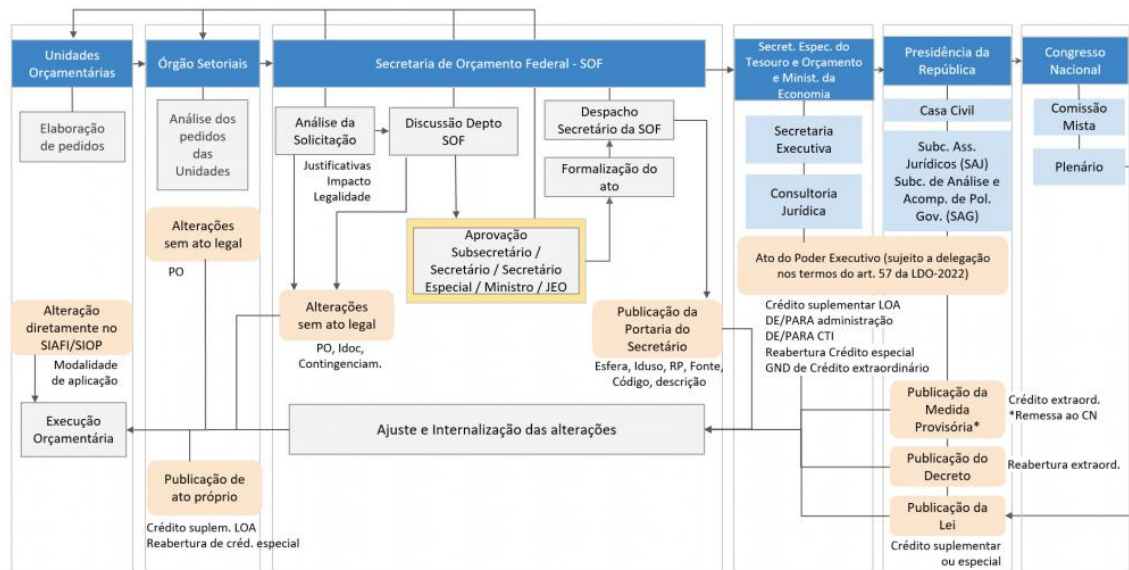 Unidades
Orçamentárias
Órgão Setoriais
Secretaria de Orçamento Federal - SOF
Secret. Espec. do
Tesouro e Orçamento
e Minist. da
Economia
Presidência da
República
Congresso
Nacional
Elaboração
de pedidos
Análise dos
pedidos
das
Unidades
Análise da
Solicitação
Justificativas
Impacto
Legalidade
Discussão Depto
SOF
Despacho
Secretário da SOF
Formalização do
ato
Secretaria
Executiva
Consultoria
Jurídica
Casa Civil
Subc. Ass.
Jurídicos (SAJ)
Subc. de Análise e
Acomp. de Pol.
Gov. (SAG)
Comissão
Mista
Plenário
Alterações
sem ato legal
PO
Aprovação
Subsecretário /
Secretário / Secretário
Especial / Ministro / JEO
Ato do Poder Executivo (sujeito a delegação
nos termos do art. 57 da LDO-2022)
Alteração
diretamente no
SIAFI/SIOP
Modalidade
de aplicação
Alterações
sem ato legal
PO, Idoc,
Contingenciam.
Publicação da
Portaria do
Secretário
Esfera, Iduso, RP, Fonte,
Código, descrição
Crédito suplementar LOA
DE/PARA administração
DE/PARA CTI
Reabertura Crédito especial
GND de Crédito extraordinário
Execução
Orçamentária
Ajuste e Internalização das alterações
Publicação da
Medida
Provisória*
Crédito extraord.
*Remessa ao CN
Publicação de
ato próprio
Crédito suplem. LOA
Reabertura de créd. especial
Publicação do
Decreto
Reabertura extraord.
Publicação da
Lei
Crédito suplementar
ou especial